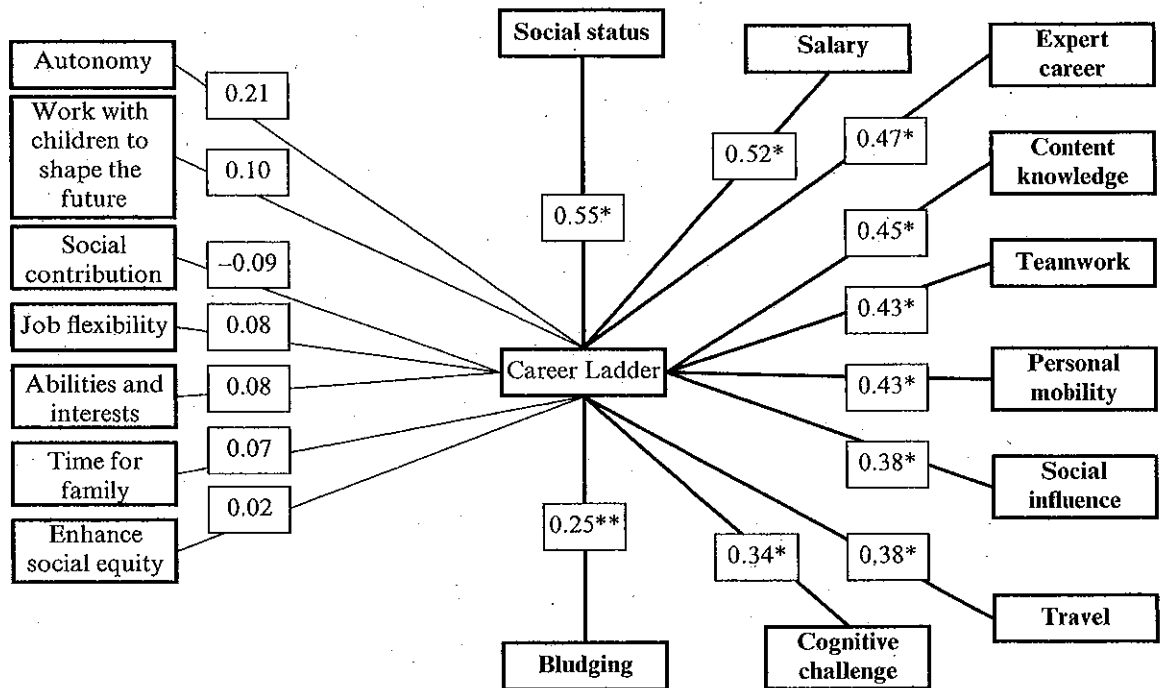 Social status
Salary
Expert
career
Autonomy
0.21
Work with
children to
shape the
future
0.10
0.52*
0.47*
Content
knowledge
0.55*
0.45*
Social
contribution
–0.09
Teamwork
0.43*
Job flexibility
0.08
Career Ladder
0.43*
Personal
mobility
Abilities and
interests
0.08
Time for
family
0.07
0.38*
Social
influence
0.02
Enhance
social equity
0.25**
0.34*
0,38*
Travel
Bludging
Cognitive
challenge